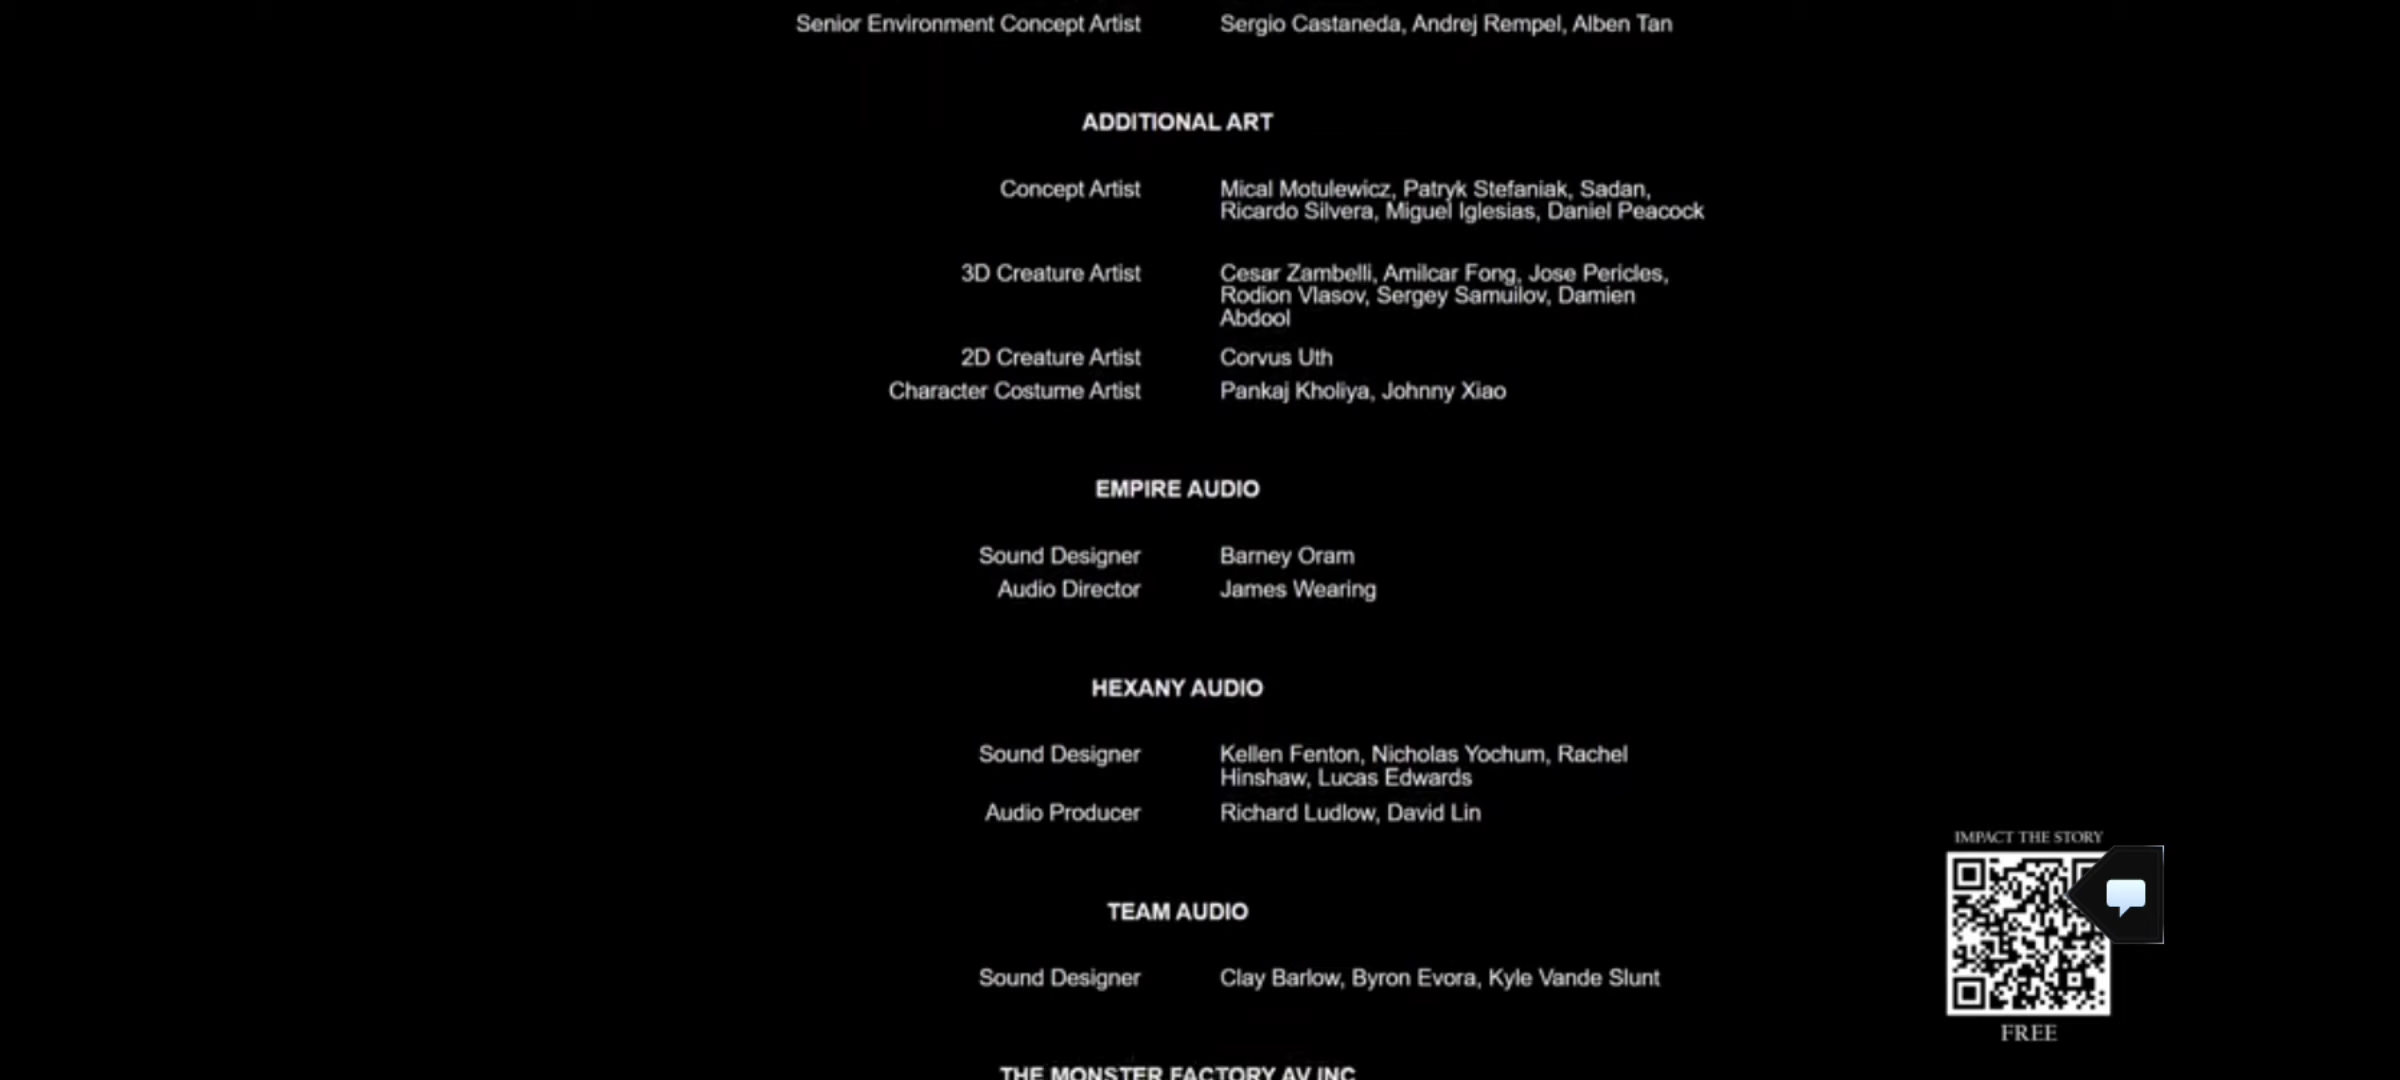 Senior Environment Concept Artist Sergio Castaneda, Andrej Rempel, Alben Tan
ADDITIONAL ART
Concept Artist Mical Motulewicz, Patryk Stefaniak, Sadan,
Ricardo Silvera, Miguel Iglesias, Daniel Peacock
3D Creature Artist Cesar Zambelli, Amilcar Fong, Jose Pericles,
Rodion Vlasov, Sergey Samuilov, Damien
Abdool
2D Creature Artist Corvus Uth
Character Costume Artist Pankaj Kholiya, Johnny Xiao
EMPIRE AUDIO
Sound Designer Barney Oram
Audio Director James Wearing
HEXANY AUDIO
Sound Designer Kellen Fenton, Nicholas Yochum, Rachel
Hinshaw, Lucas Edwards
Audio Producer Richard Ludlow, David Lin
IMPACT THE STORY
TEAM AUDIO
Sound Designer Clay Barlow, Byron Evora, Kyle Vande Slunt
FREE
THE MONSTER FACTORY AV INC